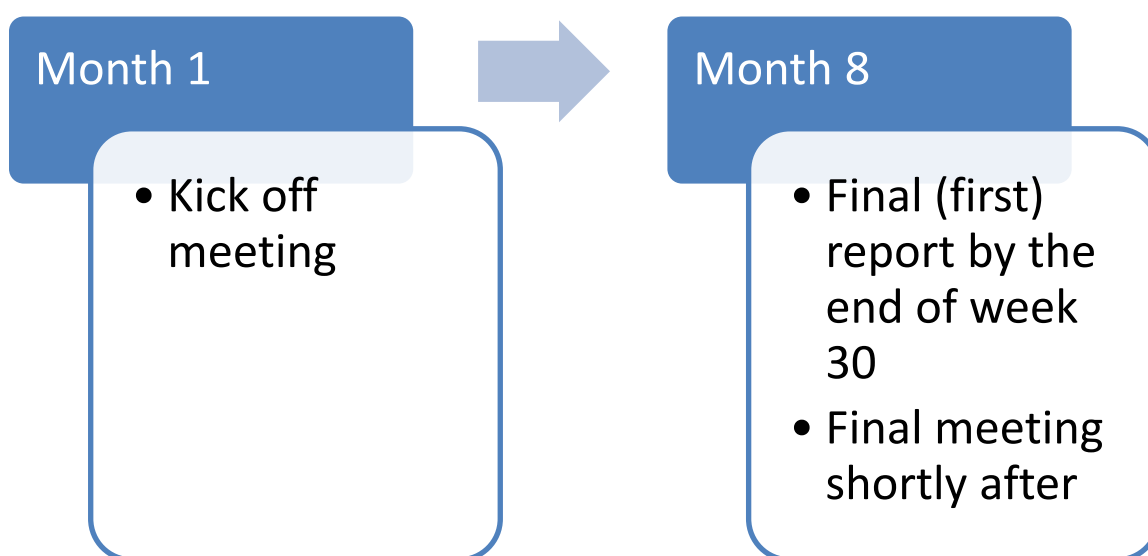 Month 1
• Kick off
meeting
Month 8
• Final (first)
report by the
end of week
30
• Final meeting
shortly after